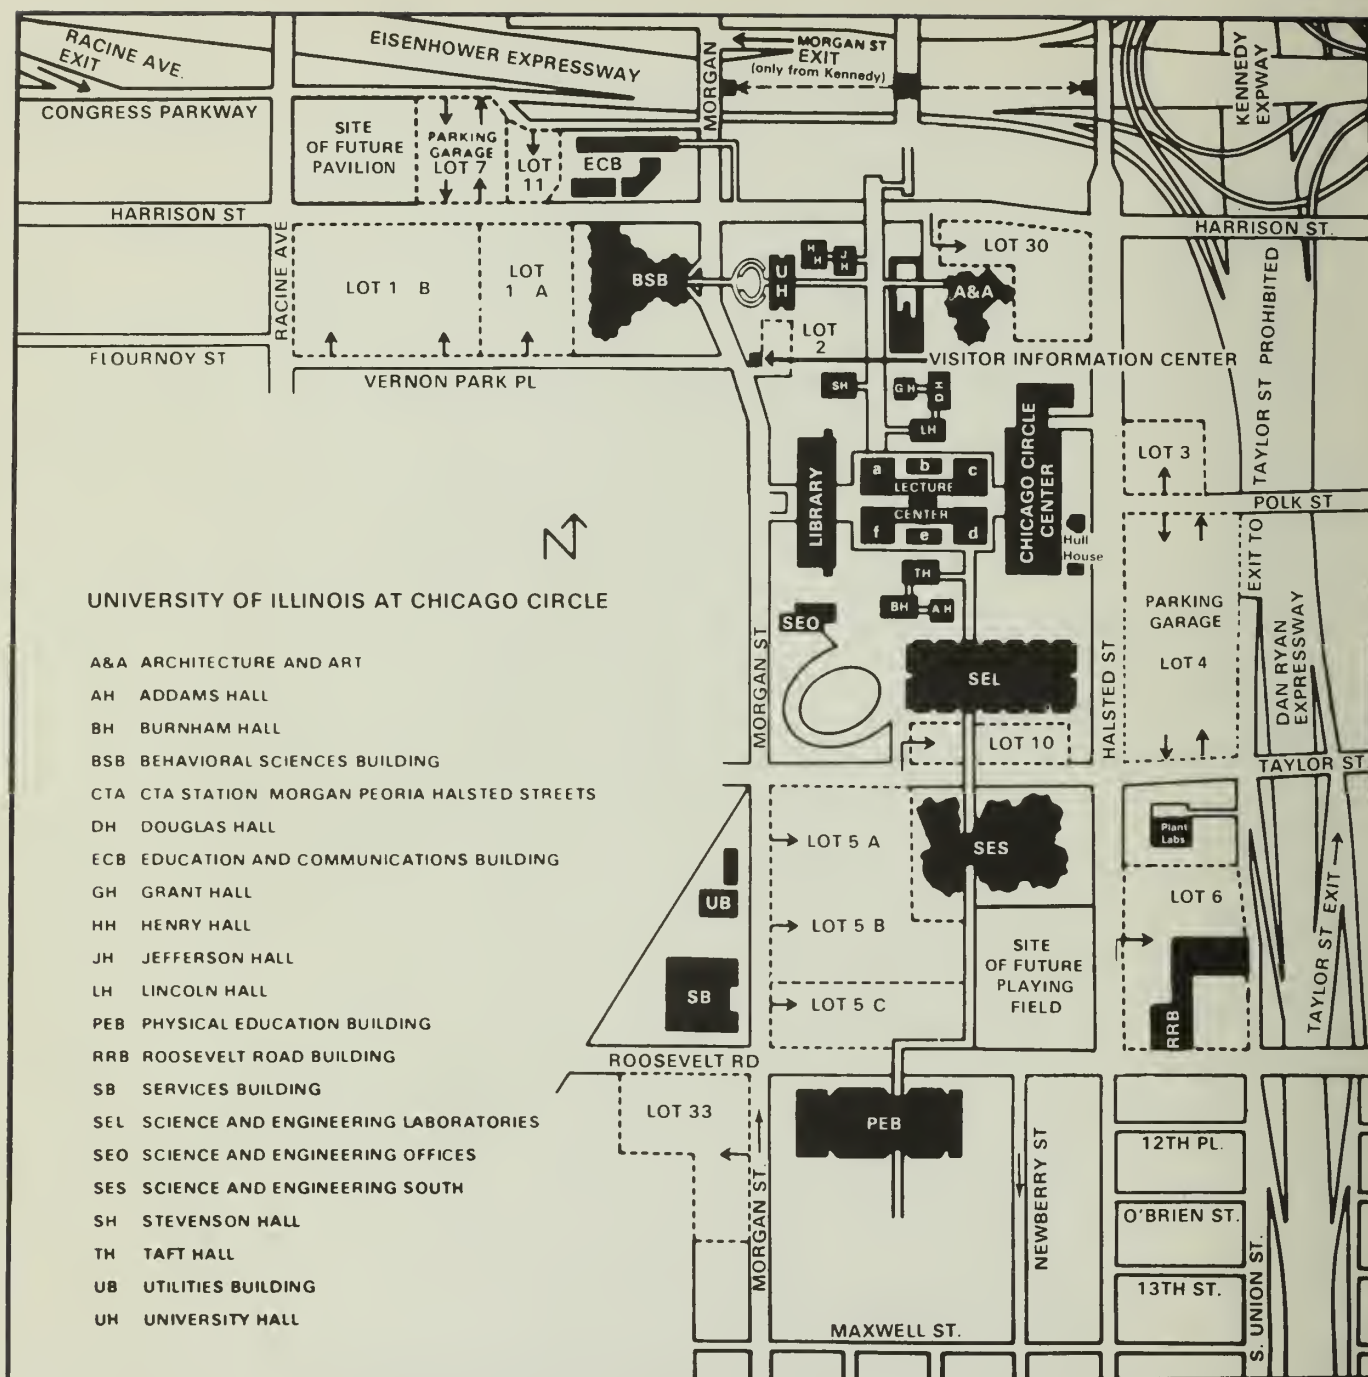 RACINE AVE.
EXIT
EISENHOWER EXPRESSWAY
MORGAN
MORGAN ST
EXIT
(only from Kennedy)
KENNEDY
EXPWAY
CONGRESS PARKWAY
SITE
OF FUTURE
PAVILION
PARKING
GARAGE
LOT 7
LOT
11
ECB
HARRISON ST
HARRISON ST.
RACINE AVE
LOT 1 B
LOT
1 A
BSB
U
H
H
H
J
H
A&A
LOT 30
LOT
2
FLOURNOY ST
VERNON PARK PL
VISITOR INFORMATION CENTER
TAYLOR ST PROHIBITED
SH
GH
DH
LH
LIBRARY
a
b
c
LECTURE
CENTER
f
e
d
CHICAGO CIRCLE
CENTER
Hull
House
LOT 3
POLK ST
EXIT TO
DAN RYAN
EXPRESSWAY
PARKING
GARAGE
LOT 4
TH
BH
AH
SEO
SEL
MORGAN ST
HALSTED ST
LOT 10
TAYLOR ST
N
UNIVERSITY OF ILLINOIS AT CHICAGO CIRCLE
A&A ARCHITECTURE AND ART
AH ADDAMS HALL
BH BURNHAM HALL
BSB BEHAVIORAL SCIENCES BUILDING
CTA CTA STATION MORGAN PEORIA HALSTED STREETS
DH DOUGLAS HALL
ECB EDUCATION AND COMMUNICATIONS BUILDING
GH GRANT HALL
HH HENRY HALL
JH JEFFERSON HALL
LH LINCOLN HALL
PEB PHYSICAL EDUCATION BUILDING
RRB ROOSEVELT ROAD BUILDING
SB SERVICES BUILDING
SEL SCIENCE AND ENGINEERING LABORATORIES
SEO SCIENCE AND ENGINEERING OFFICES
SES SCIENCE AND ENGINEERING SOUTH
SH STEVENSON HALL
TH TAFT HALL
UB UTILITIES BUILDING
UH UNIVERSITY HALL
LOT 5 A
SES
Plant
Labs
UB
LOT 5 B
LOT 6
SB
LOT 5 C
SITE
OF FUTURE
PLAYING
FIELD
RRB
TAYLOR ST EXIT
ROOSEVELT RD
LOT 33
PEB
MORGAN ST.
NEWBERRY ST
12TH PL.
O'BRIEN ST.
13TH ST.
S. UNION ST.
MAXWELL ST.